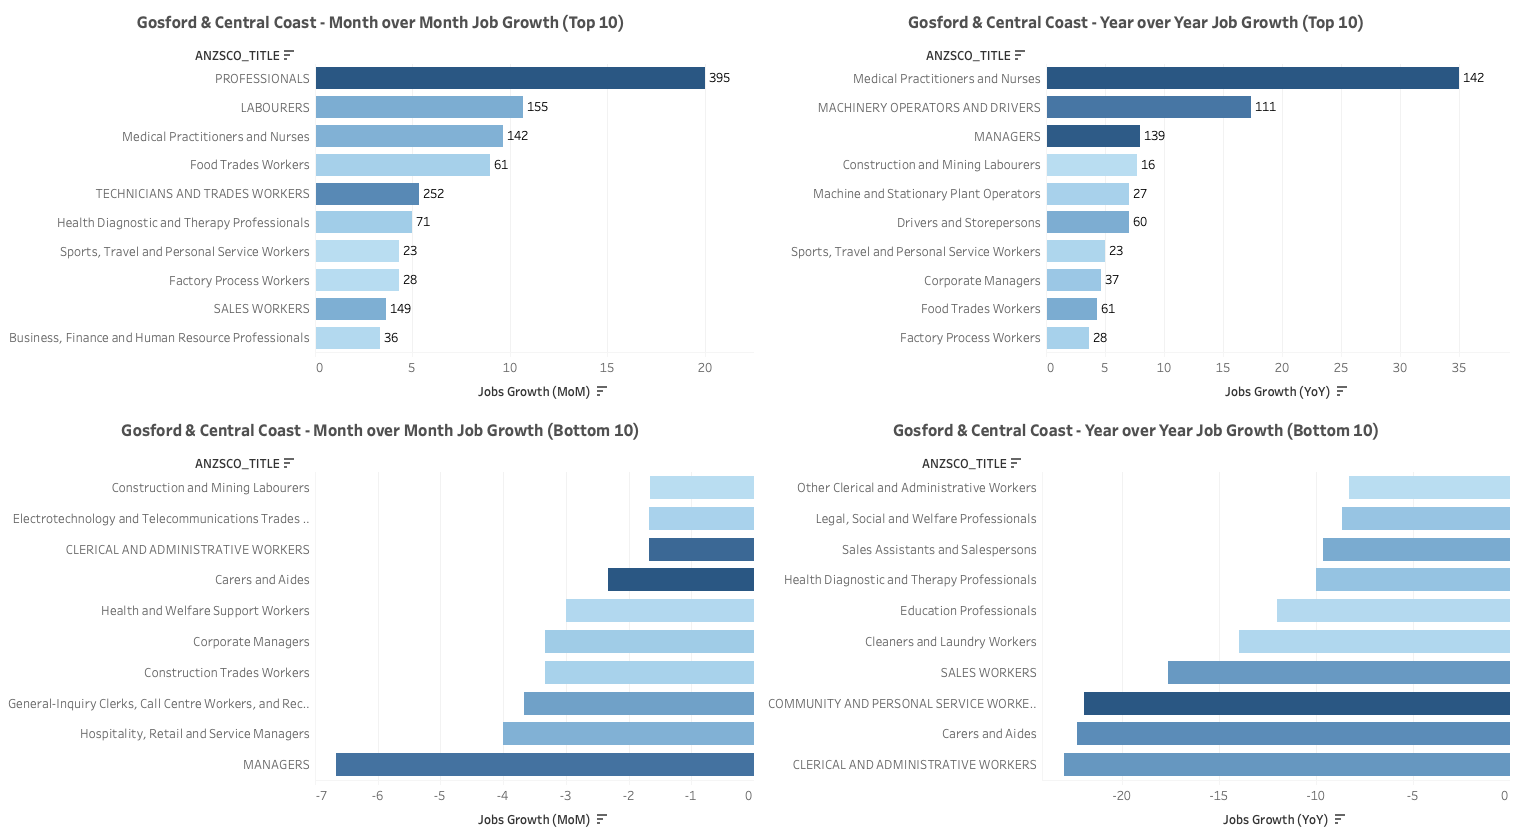 Gosford & Central Coast - Month over Month Job Growth (Top 10)
ANZSCO_TITLE
PROFESSIONALS 395
LABOURERS 155
Medical Practitioners and Nurses 142
Food Trades Workers 61
TECHNICIANS AND TRADES WORKERS 252
Health Diagnostic and Therapy Professionals 71
Sports, Travel and Personal Service Workers 23
Factory Process Workers 28
SALES WORKERS 149
Business, Finance and Human Resource Professionals 36
0 5 10 15 20
Jobs Growth (MoM)
Gosford & Central Coast - Year over Year Job Growth (Top 10)
ANZSCO_TITLE
Medical Practitioners and Nurses 142
MACHINERY OPERATORS AND DRIVERS 111
MANAGERS 139
Construction and Mining Labourers 16
Machine and Stationary Plant Operators 27
Drivers and Storepersons 60
Sports, Travel and Personal Service Workers 23
Corporate Managers 37
Food Trades Workers 61
Factory Process Workers 28
0 5 10 15 20 25 30 35
Jobs Growth (YoY)
Gosford & Central Coast - Month over Month Job Growth (Bottom 10)
ANZSCO_TITLE
Construction and Mining Labourers
Electrotechnology and Telecommunications Trades ..
CLERICAL AND ADMINISTRATIVE WORKERS
Carers and Aides
Health and Welfare Support Workers
Corporate Managers
Construction Trades Workers
General-Inquiry Clerks, Call Centre Workers, and Rec..
Hospitality, Retail and Service Managers
MANAGERS
-7 -6 -5 -4 -3 -2 -1 0
Jobs Growth (MoM)
Gosford & Central Coast - Year over Year Job Growth (Bottom 10)
ANZSCO_TITLE
Other Clerical and Administrative Workers
Legal, Social and Welfare Professionals
Sales Assistants and Salespersons
Health Diagnostic and Therapy Professionals
Education Professionals
Cleaners and Laundry Workers
SALES WORKERS
COMMUNITY AND PERSONAL SERVICE WORKE..
Carers and Aides
CLERICAL AND ADMINISTRATIVE WORKERS
-20 -15 -10 -5 0
Jobs Growth (YoY)